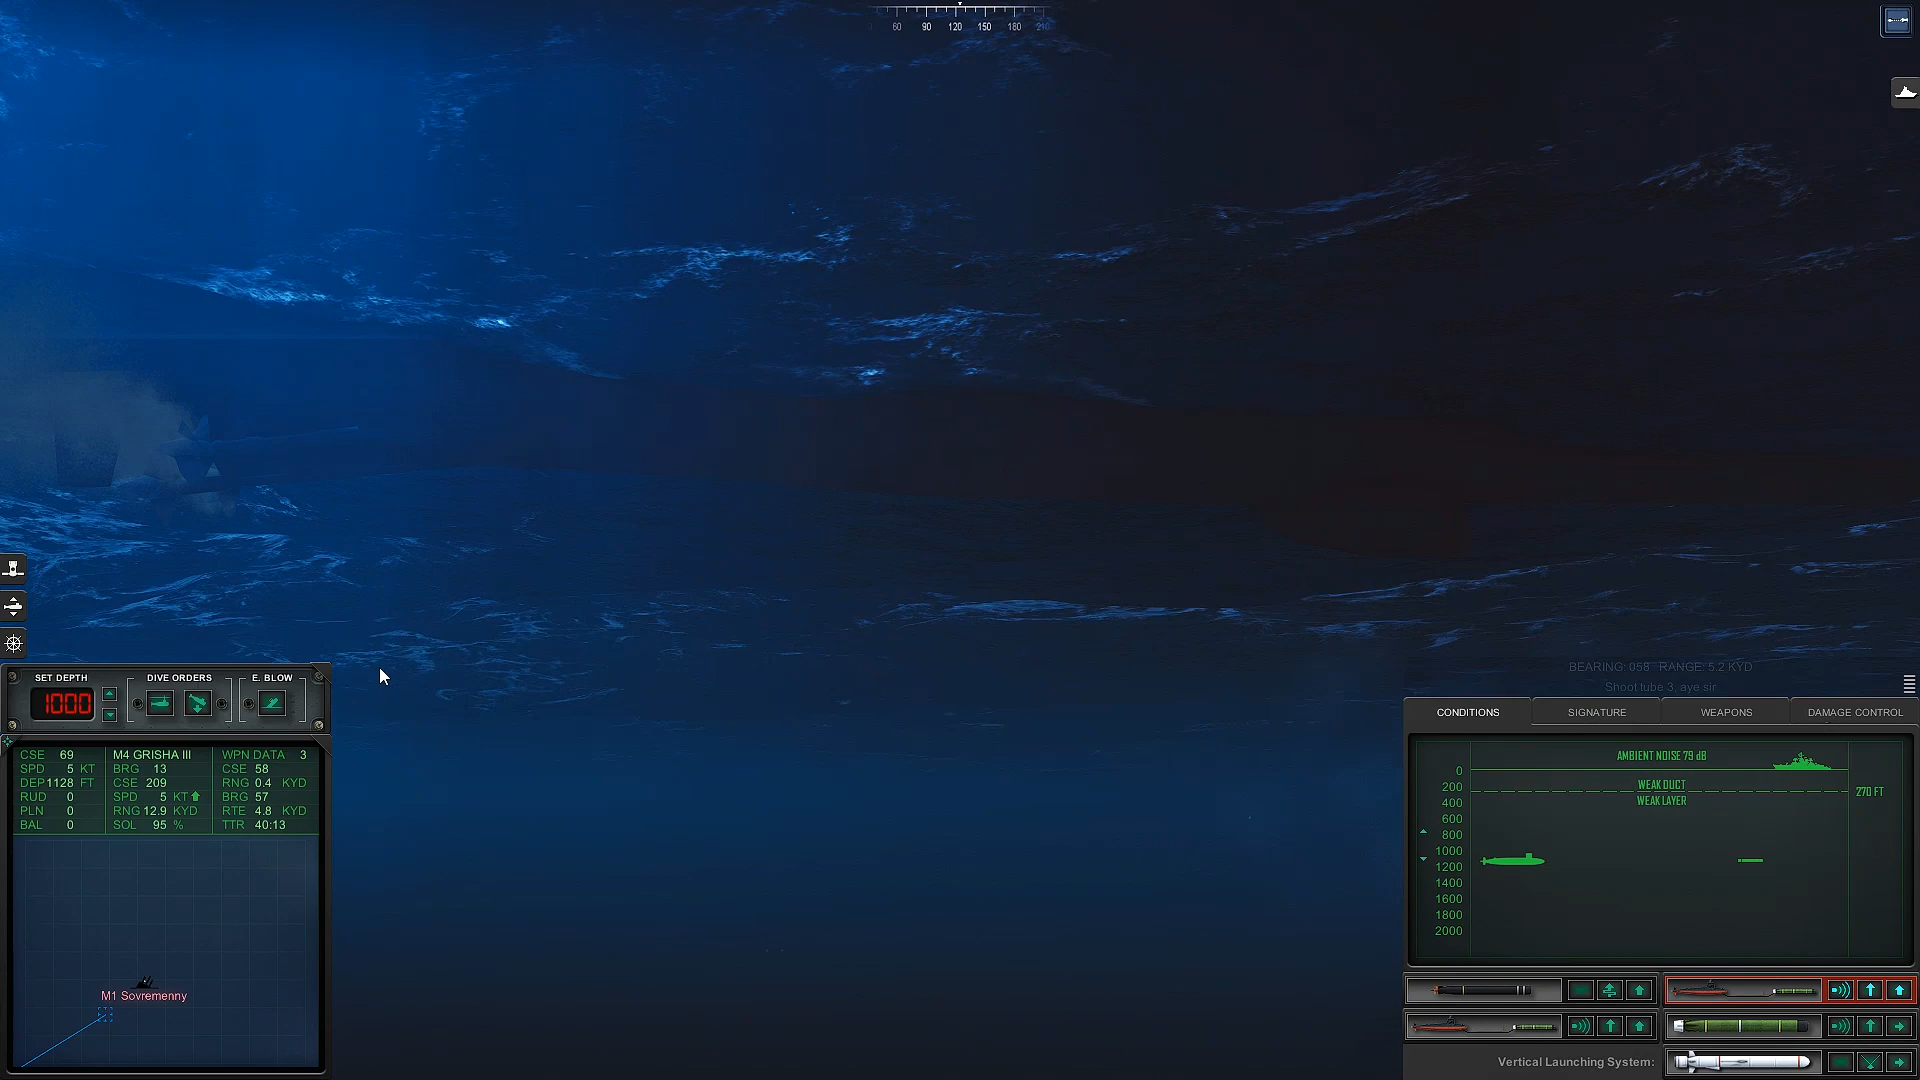 60 90 120 150 180 210
BEARING: 058 RANGE: 5.2 KYD
Shoot tube 3, aye sir
SET DEPTH DIVE ORDERS E. BLOW
1000
CSE 69 M4 GRISHA III WPN DATA 3
SPD 5 KT BRG 13 CSE 58
DEP 1128 FT CSE 209 RNG 0.4 KYD
RUD 0 SPD 5 KT BRG 57
PLN 0 RNG 12.9 KYD RTE 4.8 KYD
BAL 0 SOL 95 % TTR 40:13
M1 Sovremenny
CONDITIONS SIGNATURE WEAPONS DAMAGE CONTROL
AMBIENT NOISE 79 dB
0
200 WEAK DUCT
270 FT
400 WEAK LAYER
600
800
1000
1200
1400
1600
1800
2000
Vertical Launching System: